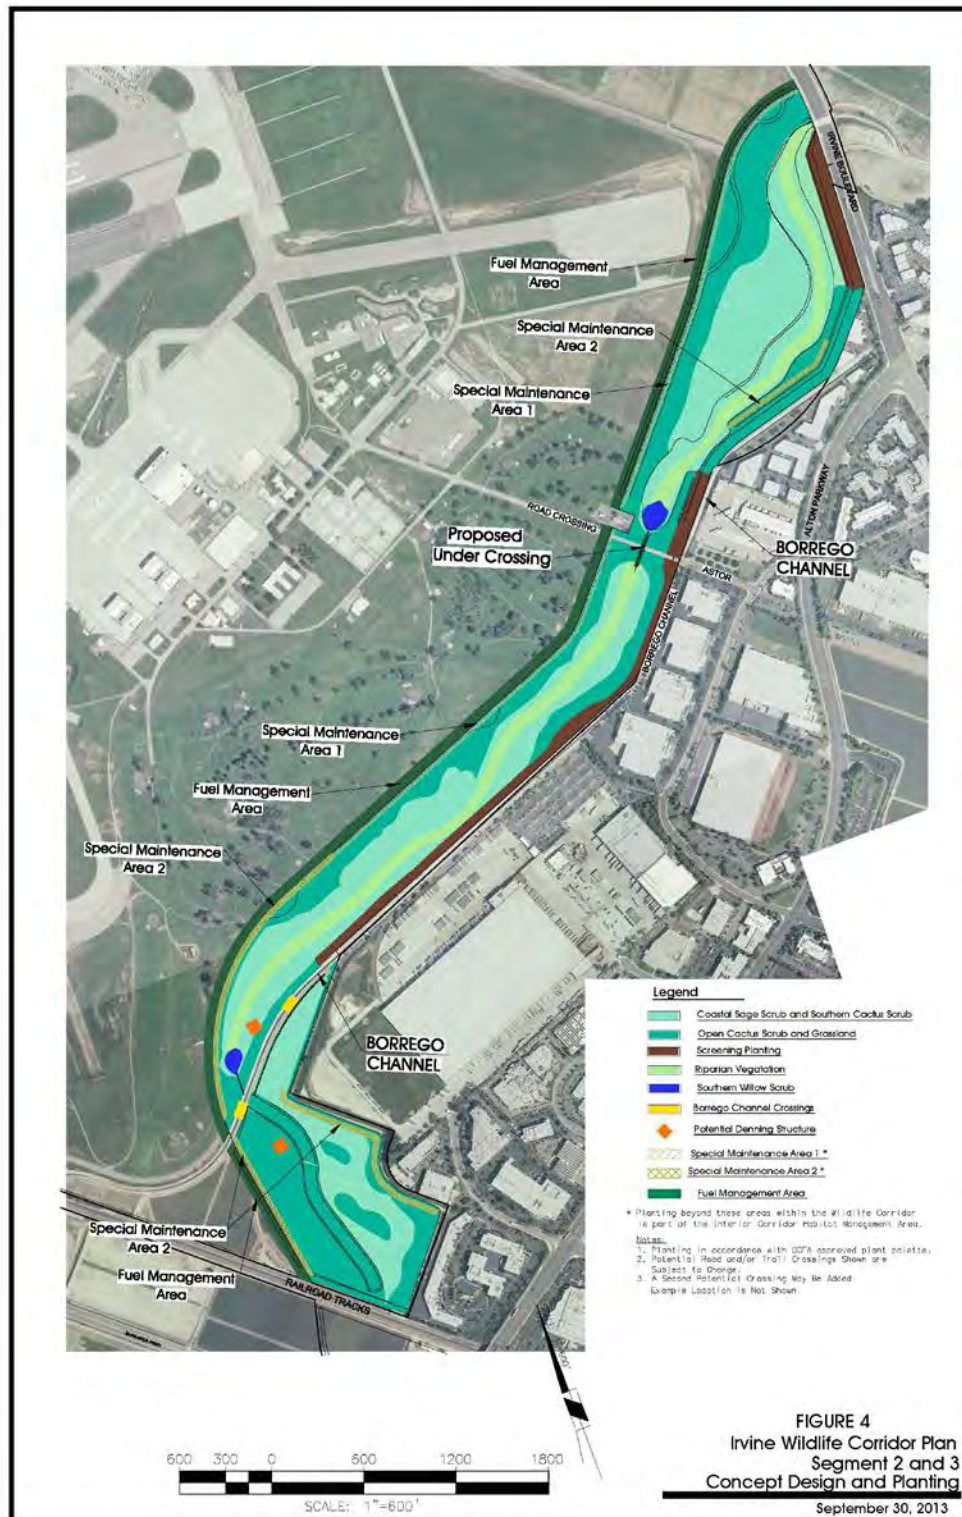 IRVINE BOULEVARD
Fuel Management
Area
Special Maintenance
Area 2
Special Maintenance
Area 1
ALTON PARKWAY
ROAD CROSSING
Proposed
Under Crossing
BORREGO
CHANNEL
ASTOR
BORREGO CHANNEL
Special Maintenance
Area 1
Fuel Management
Area
Special Maintenance
Area 2
BORREGO
CHANNEL
Special Maintenance
Area 2
Fuel Management
Area
RAILROAD TRACKS
Legend
Coastal Sage Scrub and Southern Cactus Scrub
Open Cactus Scrub and Grassland
Screening Planting
Riparian Vegatation
Southern Willow Scrub
Borrego Channel Crossings
Potential Denning Structure
Special Maintenance Area 1 *
Special Maintenance Area 2 *
Fuel Management Area
* Planting beyond these areas within the Wildlife Corridor
is part of the Interior Corridor Habitat Management Area.
Notes:
1. Planting in accordance with OCFA approved plant palette.
2. Potential Road and/or Trail Crossings Shown are
Subject to Change.
3. A Second Potential Crossing May Be Added
Example Location is Not Shown.
600 300 0 600 1200 1800
SCALE: 1"=600'
FIGURE 4
Irvine Wildlife Corridor Plan
Segment 2 and 3
Concept Design and Planting
September 30, 2013